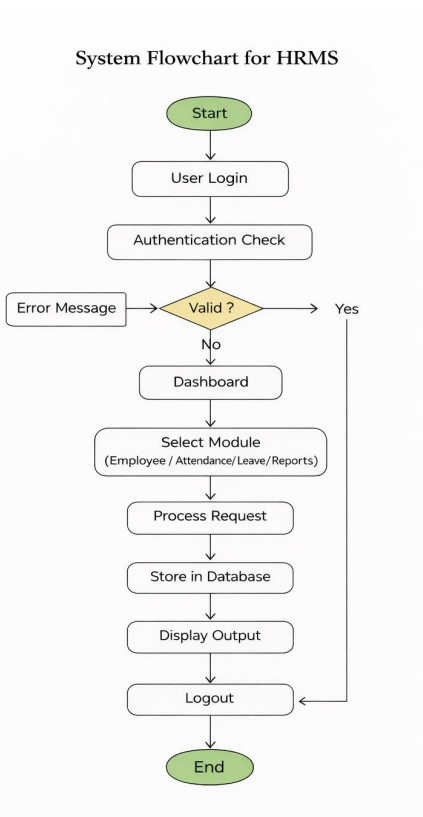 System Flowchart for HRMS
Start
User Login
Authentication Check
Error Message
Valid ?
Yes
No
Dashboard
Select Module
(Employee / Attendance/Leave/Reports)
Process Request
Store in Database
Display Output
Logout
End